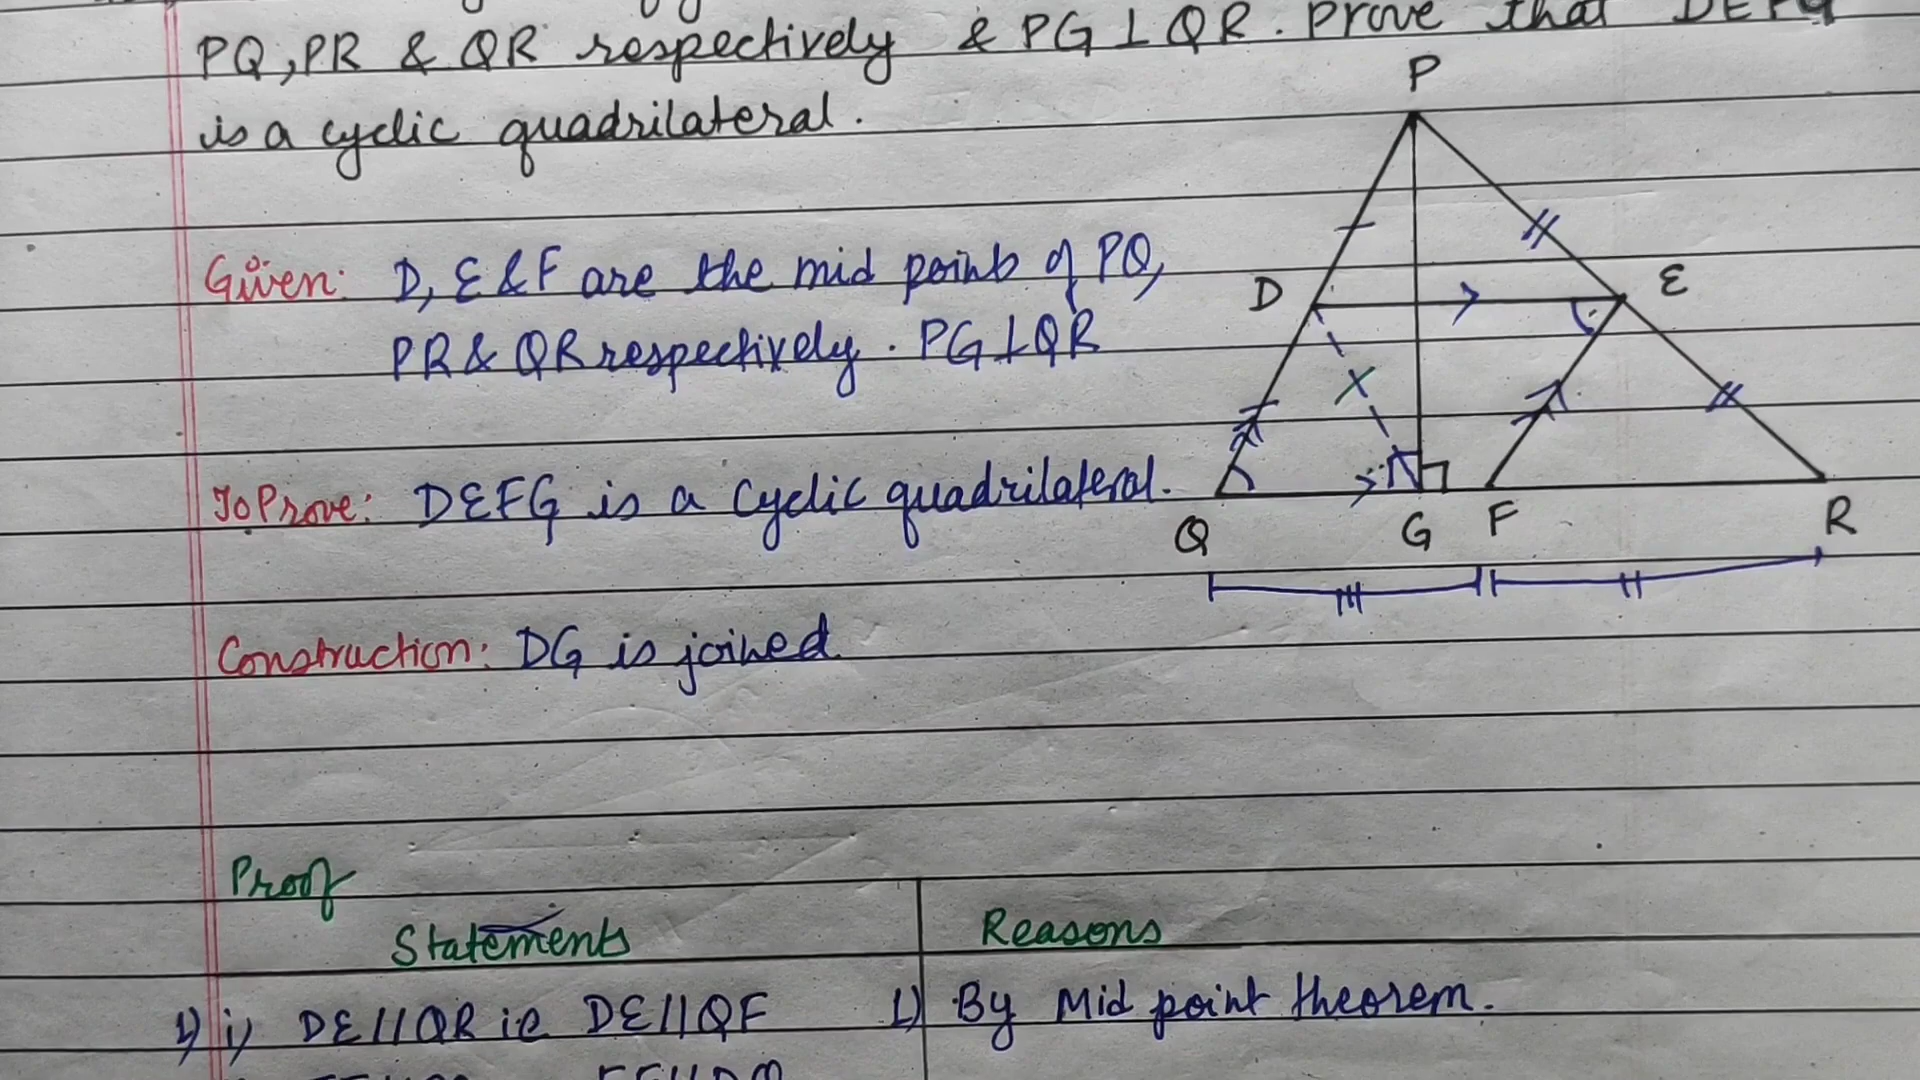 PQ, PR & QR respectively & PG ⊥ QR. Prove that DEFG
is a cyclic quadrilateral.
P
Given: D, E & F are the mid points of PQ,
D
E
PR & QR respectively. PG ⊥ QR
X
To Prove: DEFG is a cyclic quadrilateral.
Q
G F
R
Construction: DG is joined.
Proof
Statements
Reasons
1) i) DE//QR ie DE//QF
1) By Mid point theorem.